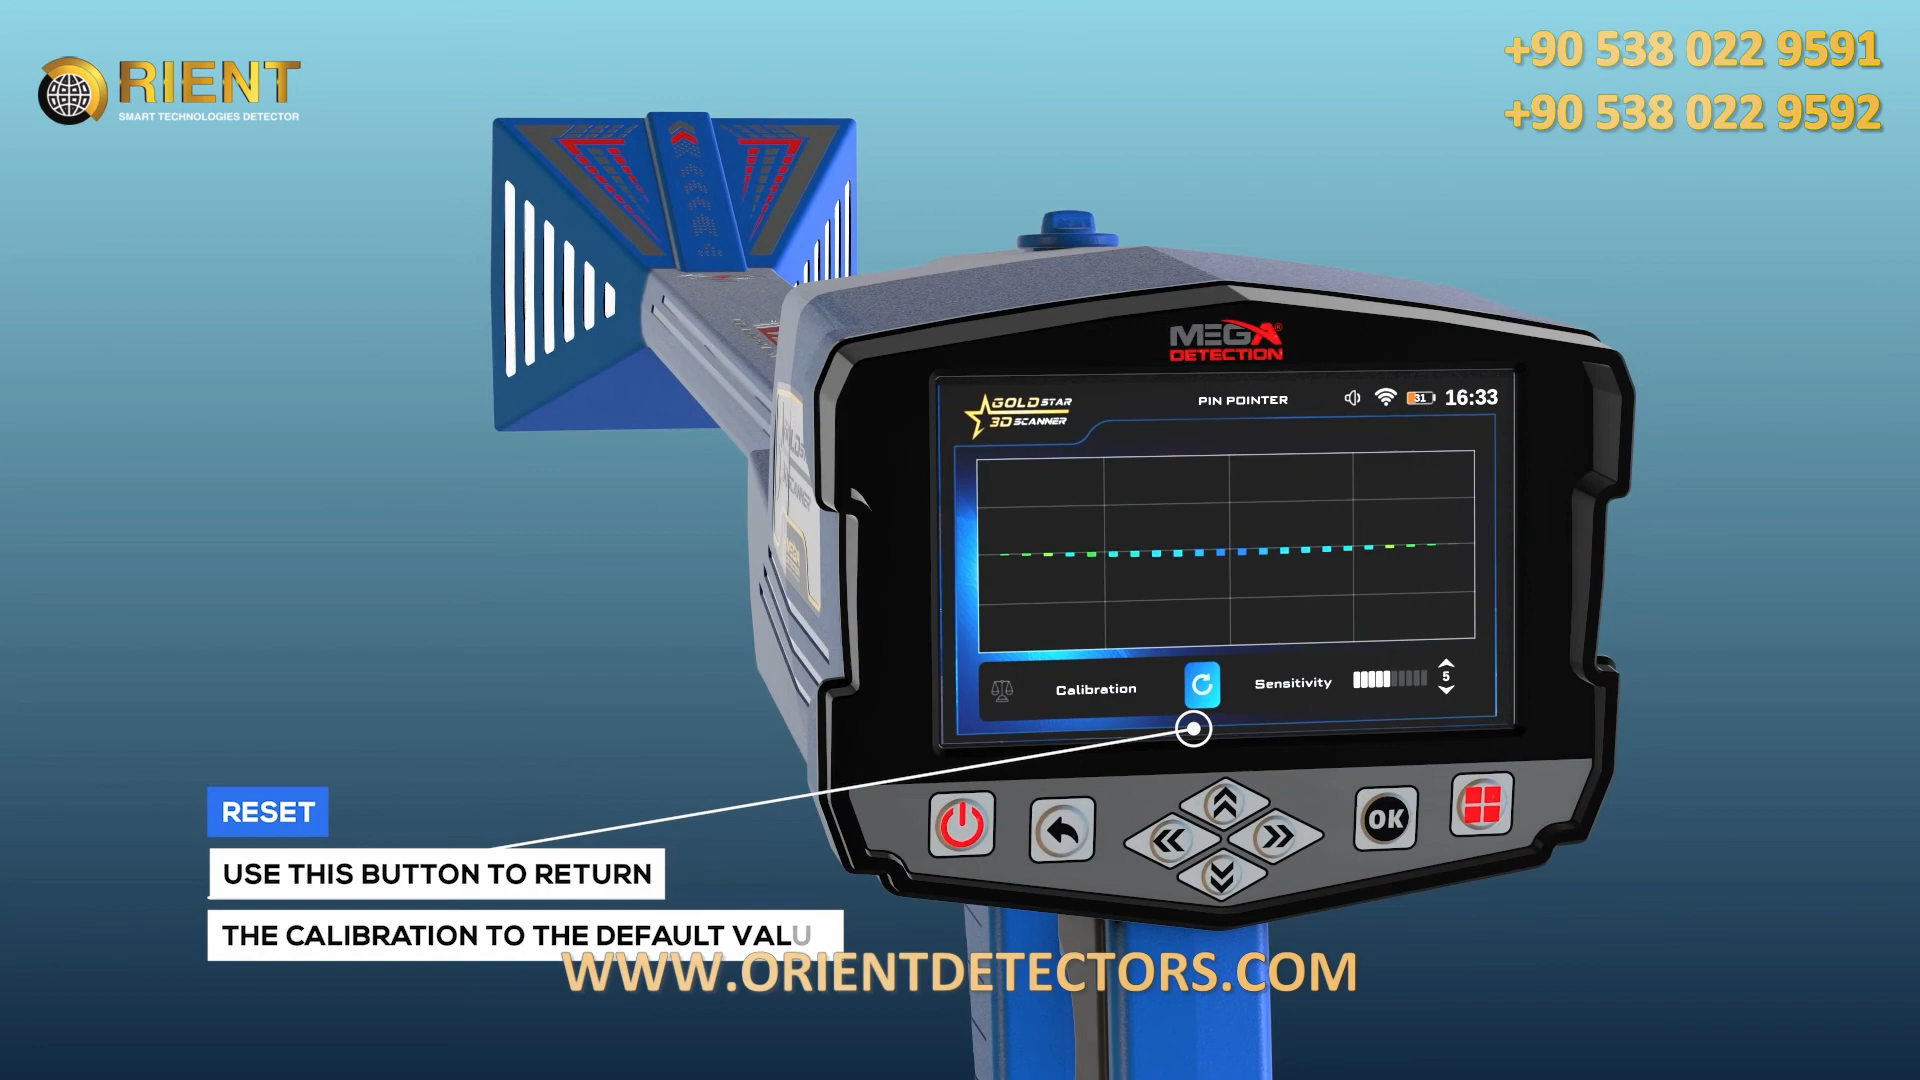 ORIENT
SMART TECHNOLOGIES DETECTOR
+90 538 022 9591
+90 538 022 9592
MEGA®
DETECTION
GOLD STAR
3D SCANNER
PIN POINTER
31
16:33
Calibration
Sensitivity
5
OK
RESET
USE THIS BUTTON TO RETURN
THE CALIBRATION TO THE DEFAULT VALU
WWW.ORIENTDETECTORS.COM